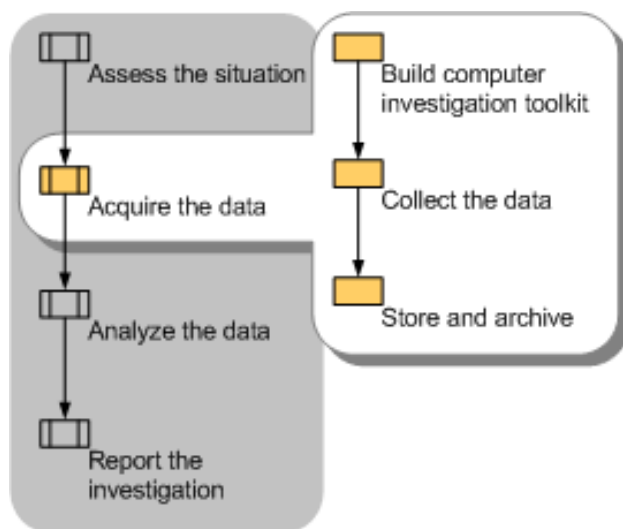 Assess the situation
Acquire the data
Analyze the data
Report the
investigation
Build computer
investigation toolkit
Collect the data
Store and archive